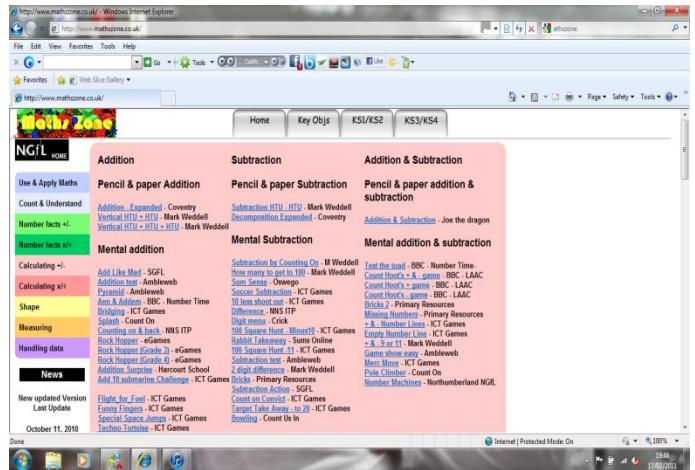 http://www.mathszone.co.uk/ - Windows Internet Explorer
http://www.mathszone.co.uk/
File Edit View Favorites Tools Help
Go Tools
Like
Favorites Web Slice Gallery
http://www.mathszone.co.uk/
Page Safety Tools
Maths Zone
Home Key Objs KS1/KS2 KS3/KS4
NGfL HOME
Use & Apply Maths
Count & Understand
Number facts +/-
Number facts x/÷
Calculating +/-
Calculating x/÷
Shape
Measuring
Handling data
News
New updated Version
Last Update
October 11, 2010
Addition
Pencil & paper Addition
Addition - Expanded - Coventry
Vertical HTU + HTU - Mark Weddell
Vertical HTU + HTU + HTU - Mark Weddell
Mental addition
Add Like Mad - SGFL
Addition test - Ambleweb
Pyramid - Ambleweb
Ann & Addem - BBC - Number Time
Bridging - ICT Games
Splash - Count On
Counting on & back - NNS ITP
Rock Hopper - eGames
Rock Hopper (Grade 3) - eGames
Rock Hopper (Grade 4) - eGames
Addition Surprise - Harcourt School
Add 10 submarine Challenge - ICT Games
Flight_for_Fuel - ICT Games
Funny Fingers - ICT Games
Special Space Jumps - ICT Games
Techno Tortoise - ICT Games
Subtraction
Pencil & paper Subtraction
Subtraction HTU - HTU - Mark Weddell
Decomposition Expanded - Coventry
Mental Subtraction
Subtraction by Counting On - M Weddell
How many to get to 100 - Mark Weddell
Sum Sense - Oswego
Soccer Subtraction - ICT Games
10 less shoot out - ICT Games
Difference - NNS ITP
Digit menu - Crick
100 Square Hunt - Minus10 - ICT Games
Rabbit Takeaway - Sums Online
100 Square Hunt -11 - ICT Games
Subtraction test - Ambleweb
2 digit difference - Mark Weddell
Bricks - Primary Resources
Subtraction Action - SGFL
Count on Convict - ICT Games
Target Take Away - to 20 - ICT Games
Bowling - Count Us In
Addition & Subtraction
Pencil & paper addition &
subtraction
Addition & Subtraction - Joe the dragon
Mental addition & subtraction
Test the toad - BBC - Number Time-
Count Hoot's + & - game - BBC - LAAC
Count Hoot's + game - BBC - LAAC
Count Hoot's - game - BBC - LAAC
Bricks 2 - Primary Resources
Missing Numbers - Primary Resources
+ & - Number Lines - ICT Games
Empty Number Line - ICT Games
+ & - 9 or 11 - Mark Weddell
Game show easy - Ambleweb
Merc Move - ICT Games
Pole Climber - Count On
Number Machines - Northumberland NGfL
Done
Internet | Protected Mode: On
100%
19:46
17/02/2011